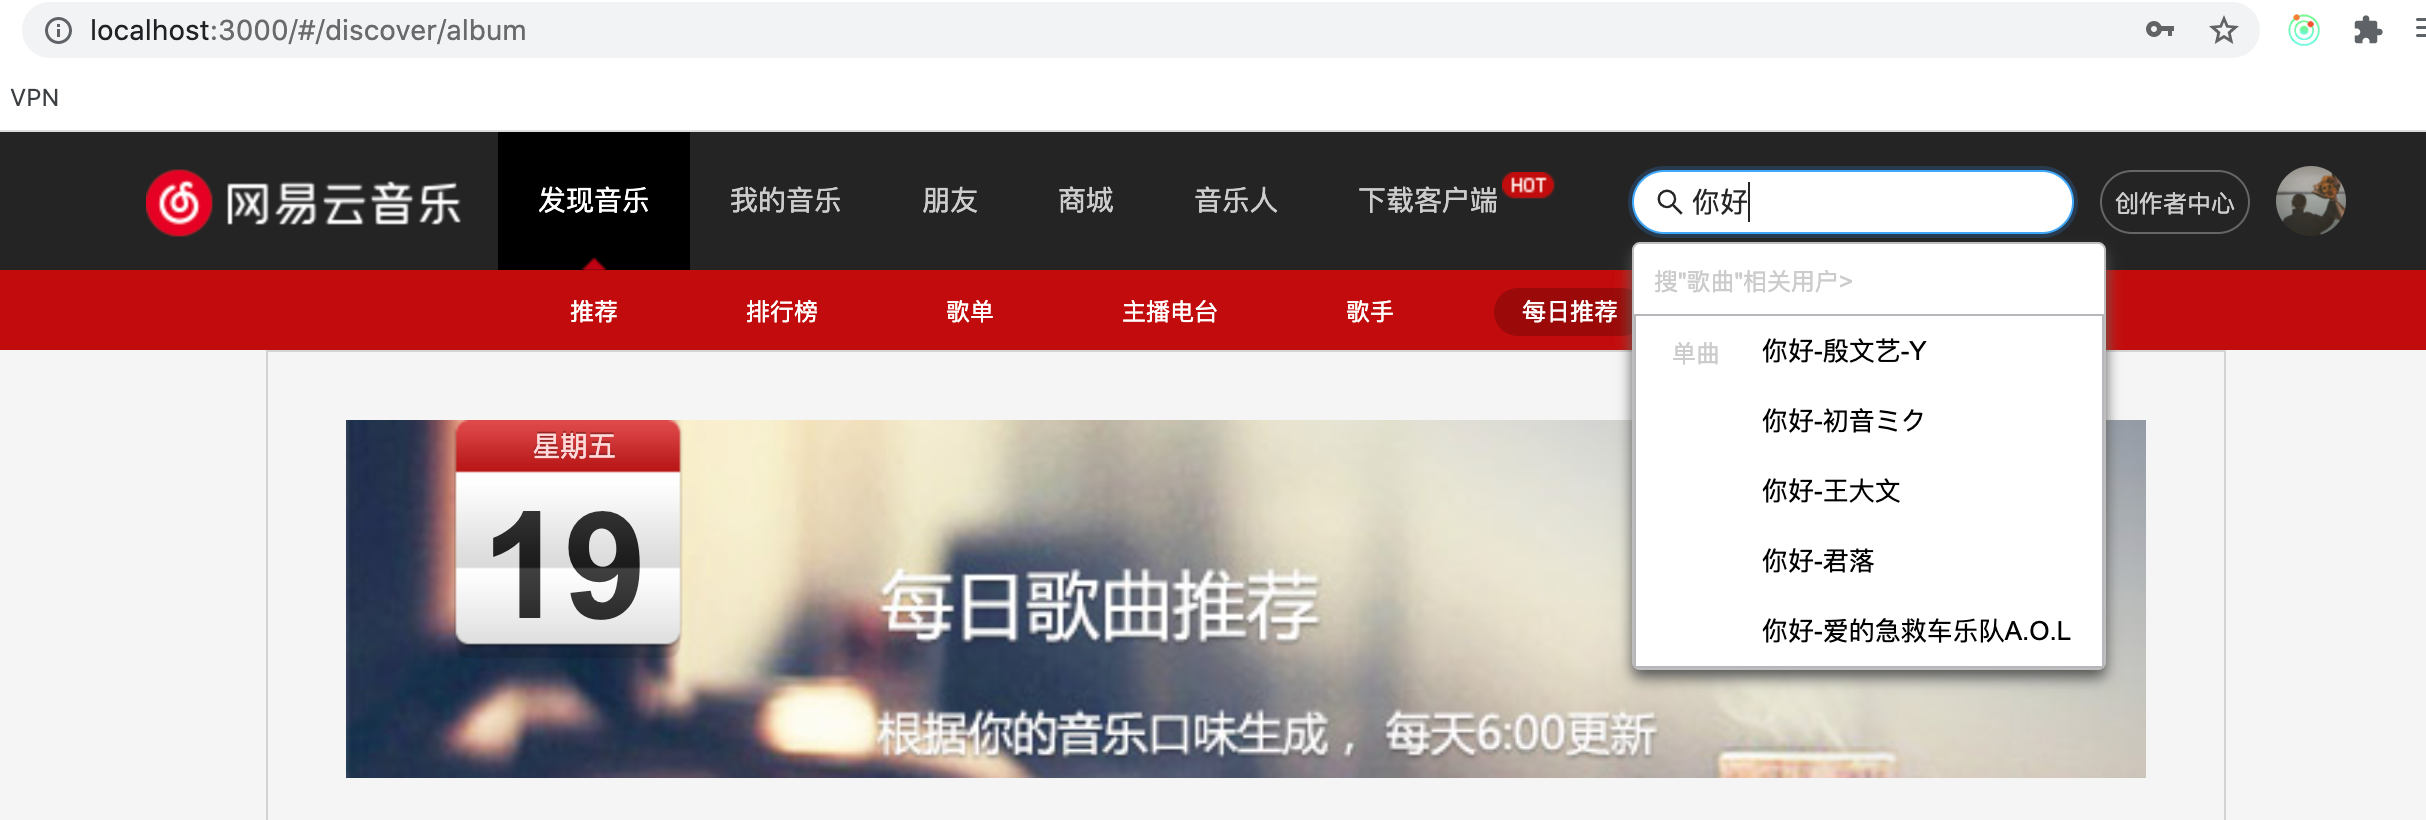 localhost:3000/#/discover/album
VPN
网易云音乐
发现音乐 我的音乐 朋友 商城 音乐人 下载客户端 HOT
你好
创作者中心
推荐 排行榜 歌单 主播电台 歌手 每日推荐
搜"歌曲"相关用户>
单曲 你好-殷文艺-Y
你好-初音ミク
你好-王大文
你好-君落
你好-爱的急救车乐队A.O.L
星期五
19
每日歌曲推荐
根据你的音乐口味生成，每天6:00更新